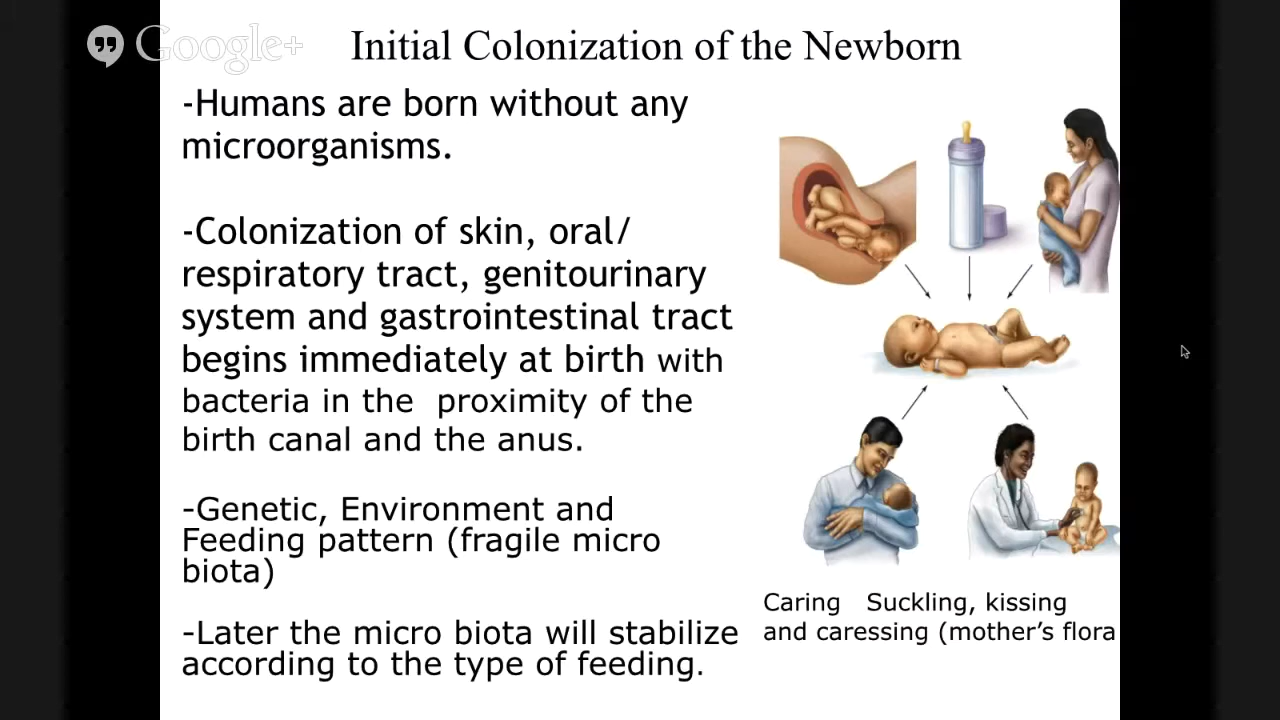 Google+
Initial Colonization of the Newborn
-Humans are born without any
microorganisms.
-Colonization of skin, oral/
respiratory tract, genitourinary
system and gastrointestinal tract
begins immediately at birth with
bacteria in the proximity of the
birth canal and the anus.
-Genetic, Environment and
Feeding pattern (fragile micro
biota)
-Later the micro biota will stabilize
according to the type of feeding.
Caring Suckling, kissing
and caressing (mother’s flora